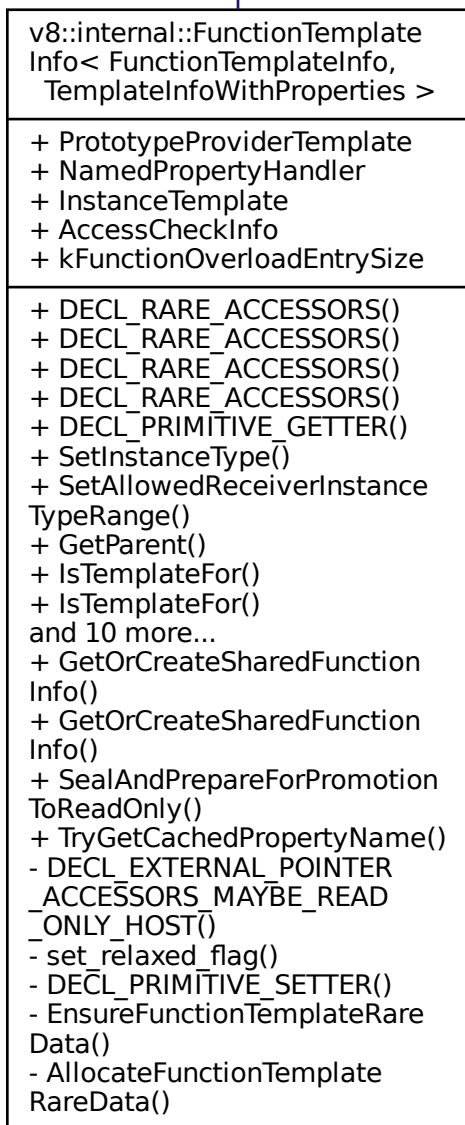 v8::internal::FunctionTemplate
Info< FunctionTemplateInfo,
TemplateInfoWithProperties >
+ PrototypeProviderTemplate
+ NamedPropertyHandler
+ InstanceTemplate
+ AccessCheckInfo
+ kFunctionOverloadEntrySize
+ DECL_RARE_ACCESSORS()
+ DECL_RARE_ACCESSORS()
+ DECL_RARE_ACCESSORS()
+ DECL_RARE_ACCESSORS()
+ DECL_PRIMITIVE_GETTER()
+ SetInstanceType()
+ SetAllowedReceiverInstance
TypeRange()
+ GetParent()
+ IsTemplateFor()
+ IsTemplateFor()
and 10 more...
+ GetOrCreateSharedFunction
Info()
+ GetOrCreateSharedFunction
Info()
+ SealAndPrepareForPromotion
ToReadOnly()
+ TryGetCachedPropertyName()
- DECL_EXTERNAL_POINTER
_ACCESSORS_MAYBE_READ
_ONLY_HOST()
- set_relaxed_flag()
- DECL_PRIMITIVE_SETTER()
- EnsureFunctionTemplateRare
Data()
- AllocateFunctionTemplate
RareData()